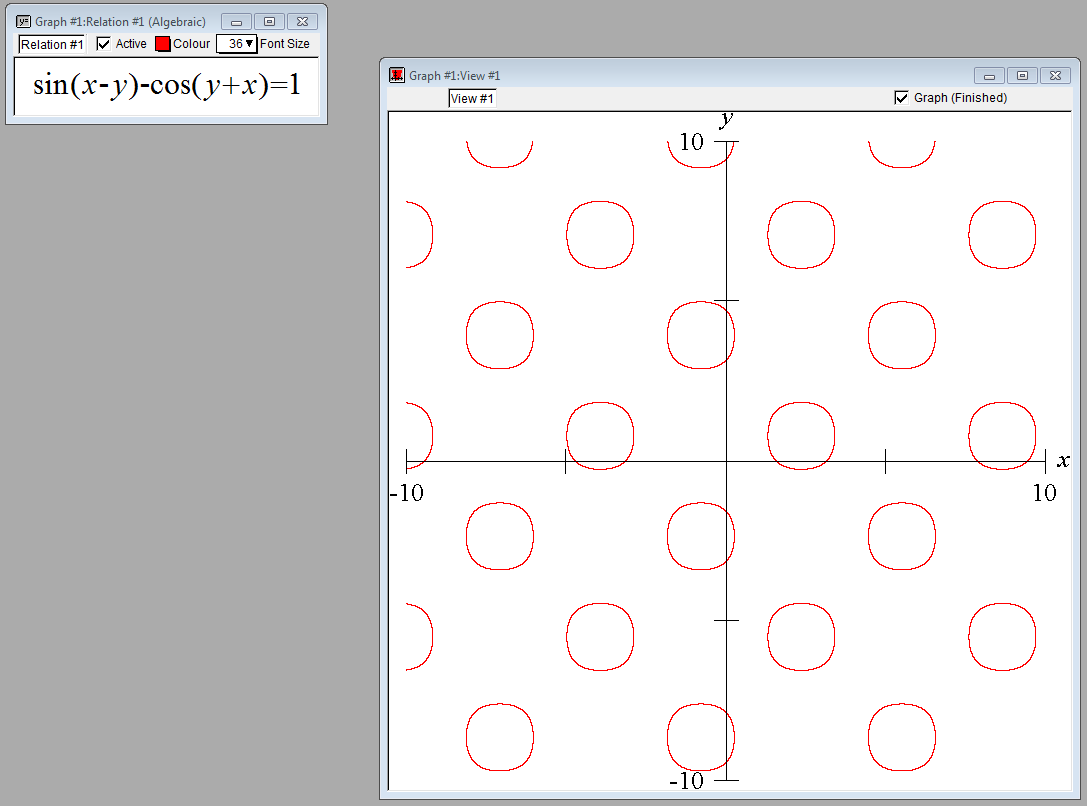 Graph #1:Relation #1 (Algebraic)
Relation #1 Active Colour 36 Font Size
sin(x-y)-cos(y+x)=1
Graph #1:View #1
View #1 Graph (Finished)
y
10
x
-10 10
-10